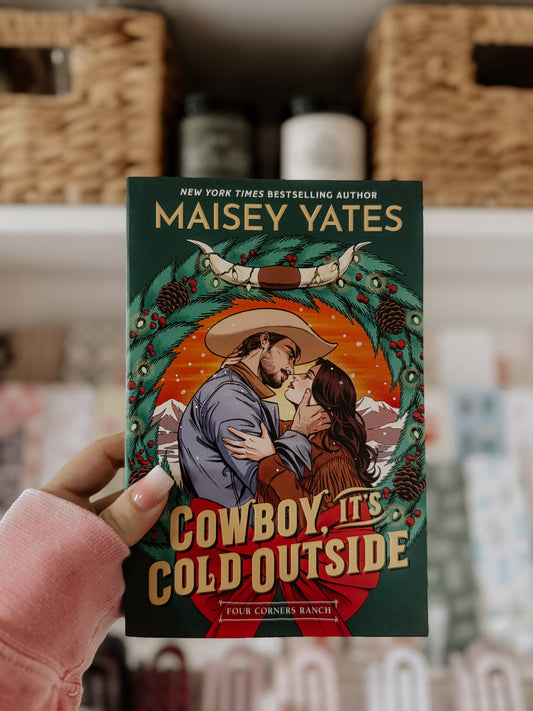 NEW YORK TIMES BESTSELLING AUTHOR
MAISEY YATES
COWBOY, IT'S
COLD OUTSIDE
FOUR CORNERS RANCH